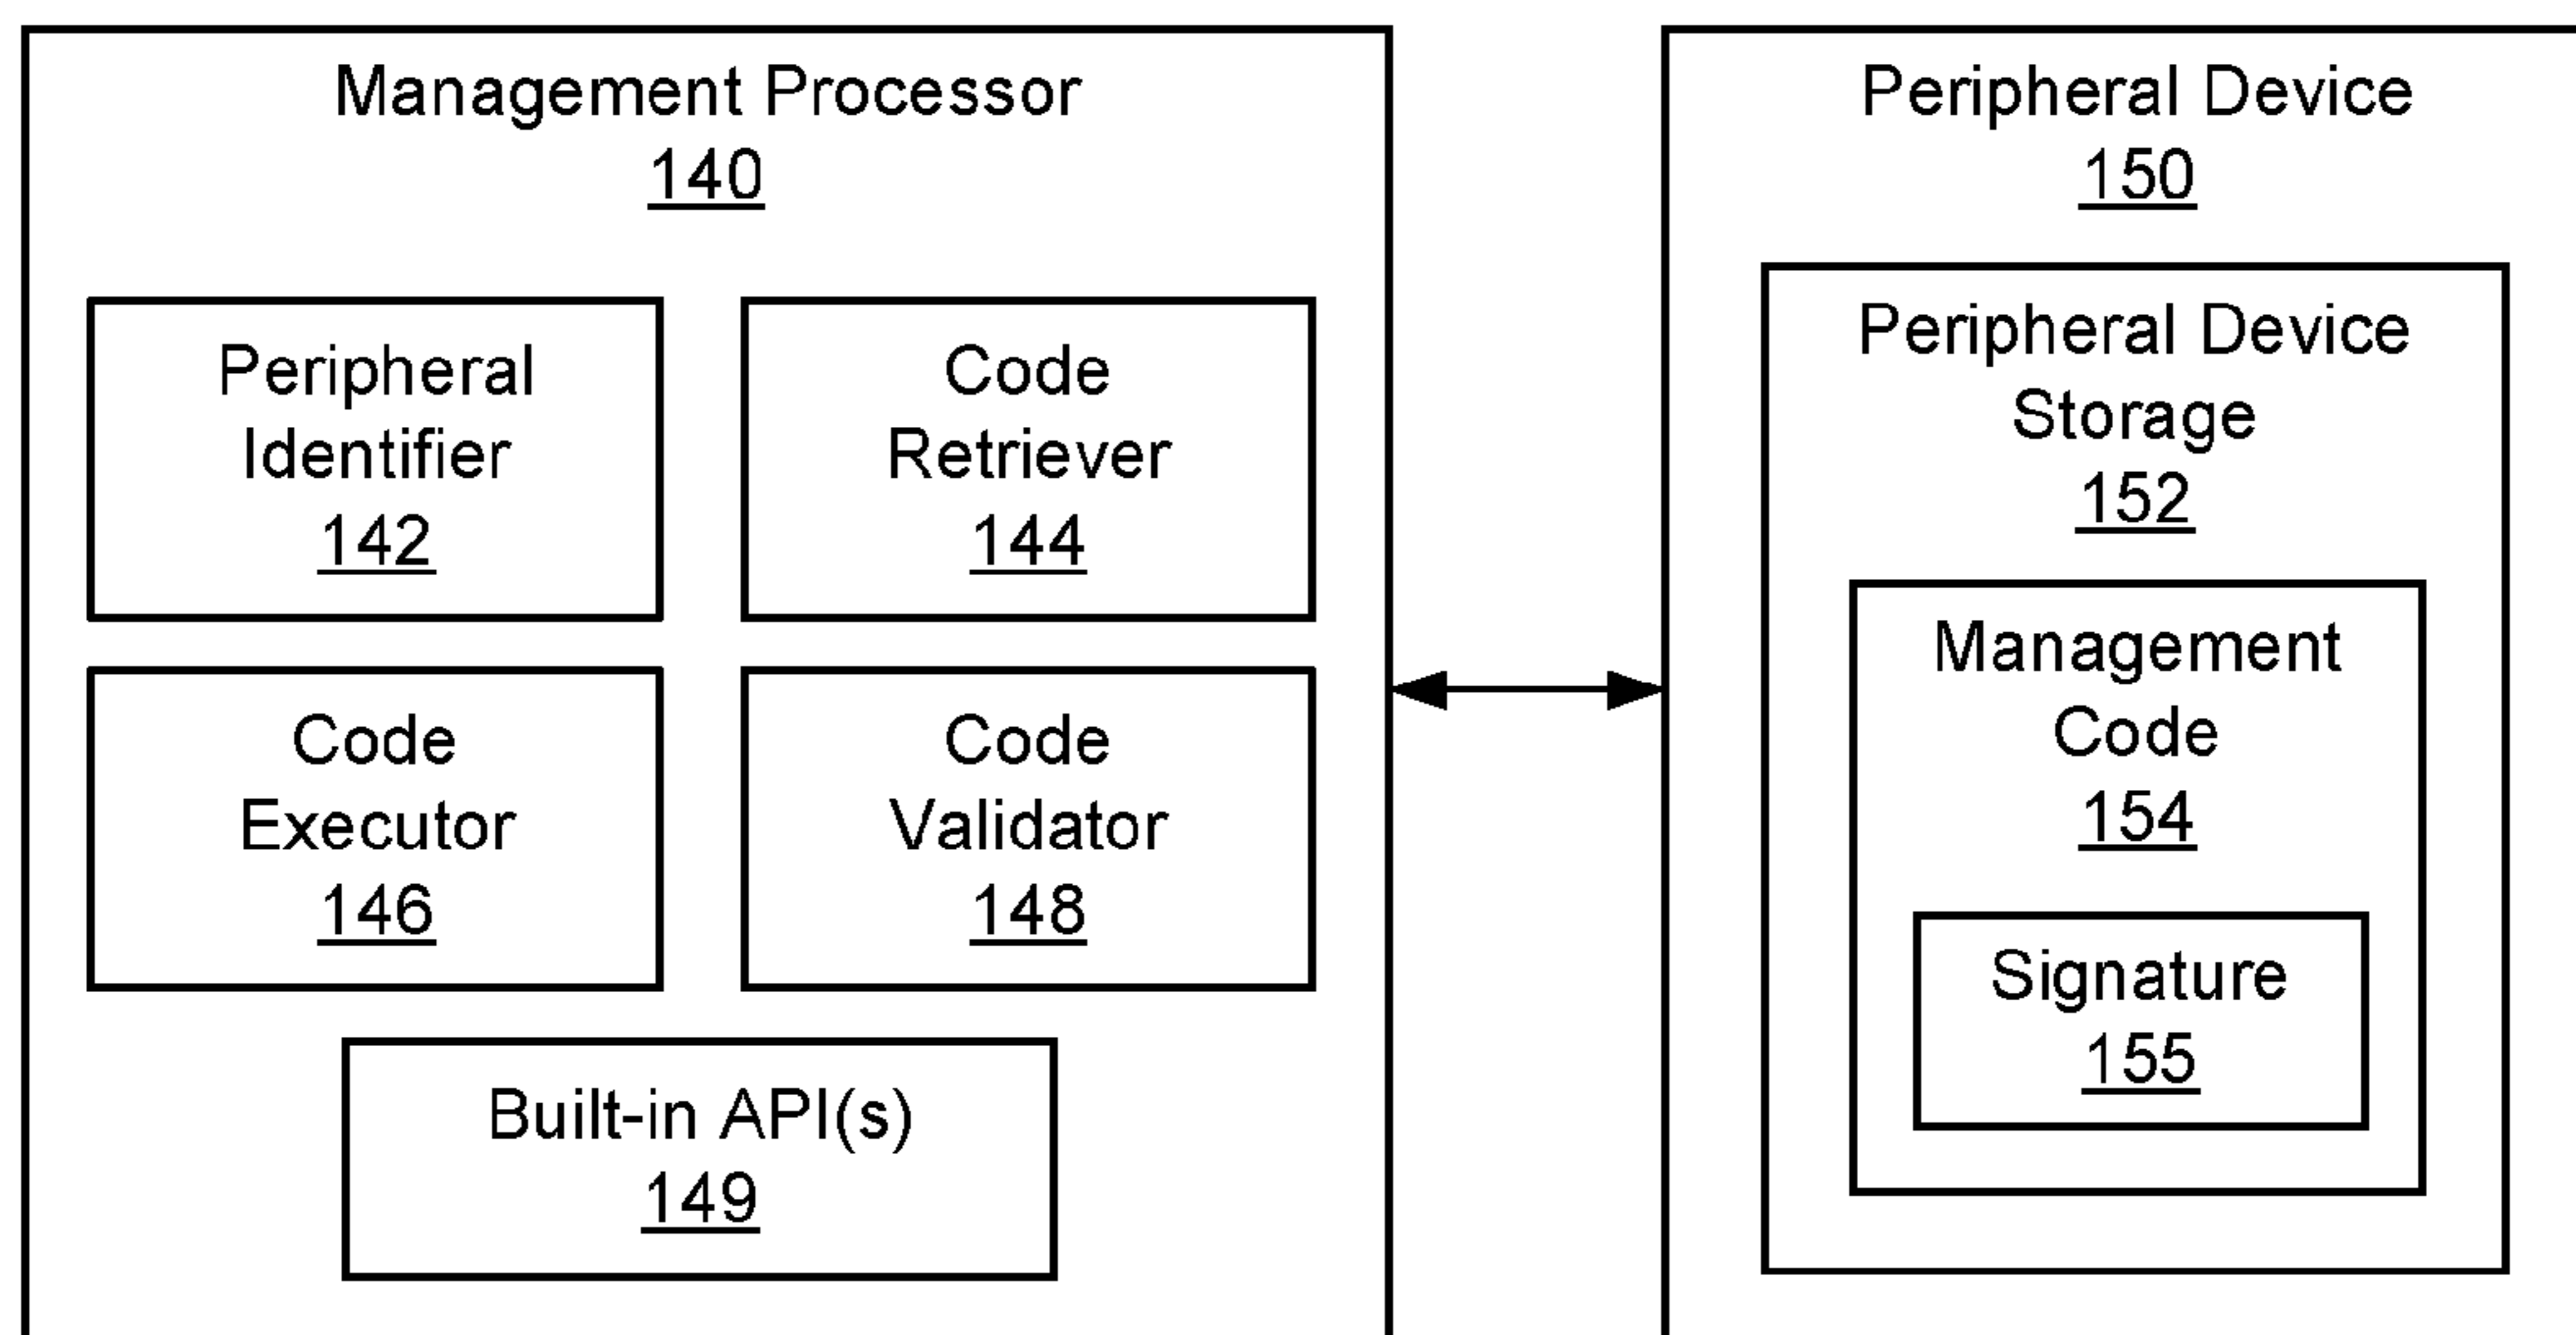 Management Processor
140
Peripheral
Identifier
142
Code
Retriever
144
Code
Executor
146
Code
Validator
148
Built-in API(s)
149
Peripheral Device
150
Peripheral Device
Storage
152
Management
Code
154
Signature
155